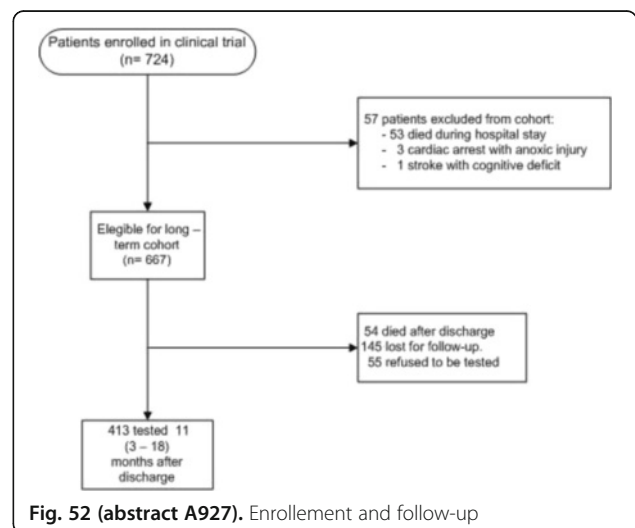 Patients enrolled in clinical trial
(n= 724)
57 patients excluded from cohort:
- 53 died during hospital stay
- 3 cardiac arrest with anoxic injury
- 1 stroke with cognitive deficit
Elegible for long –
term cohort
(n= 667)
54 died after discharge
145 lost for follow-up.
55 refused to be tested
413 tested 11
(3 – 18)
months after
discharge
Fig. 52 (abstract A927). Enrollement and follow-up